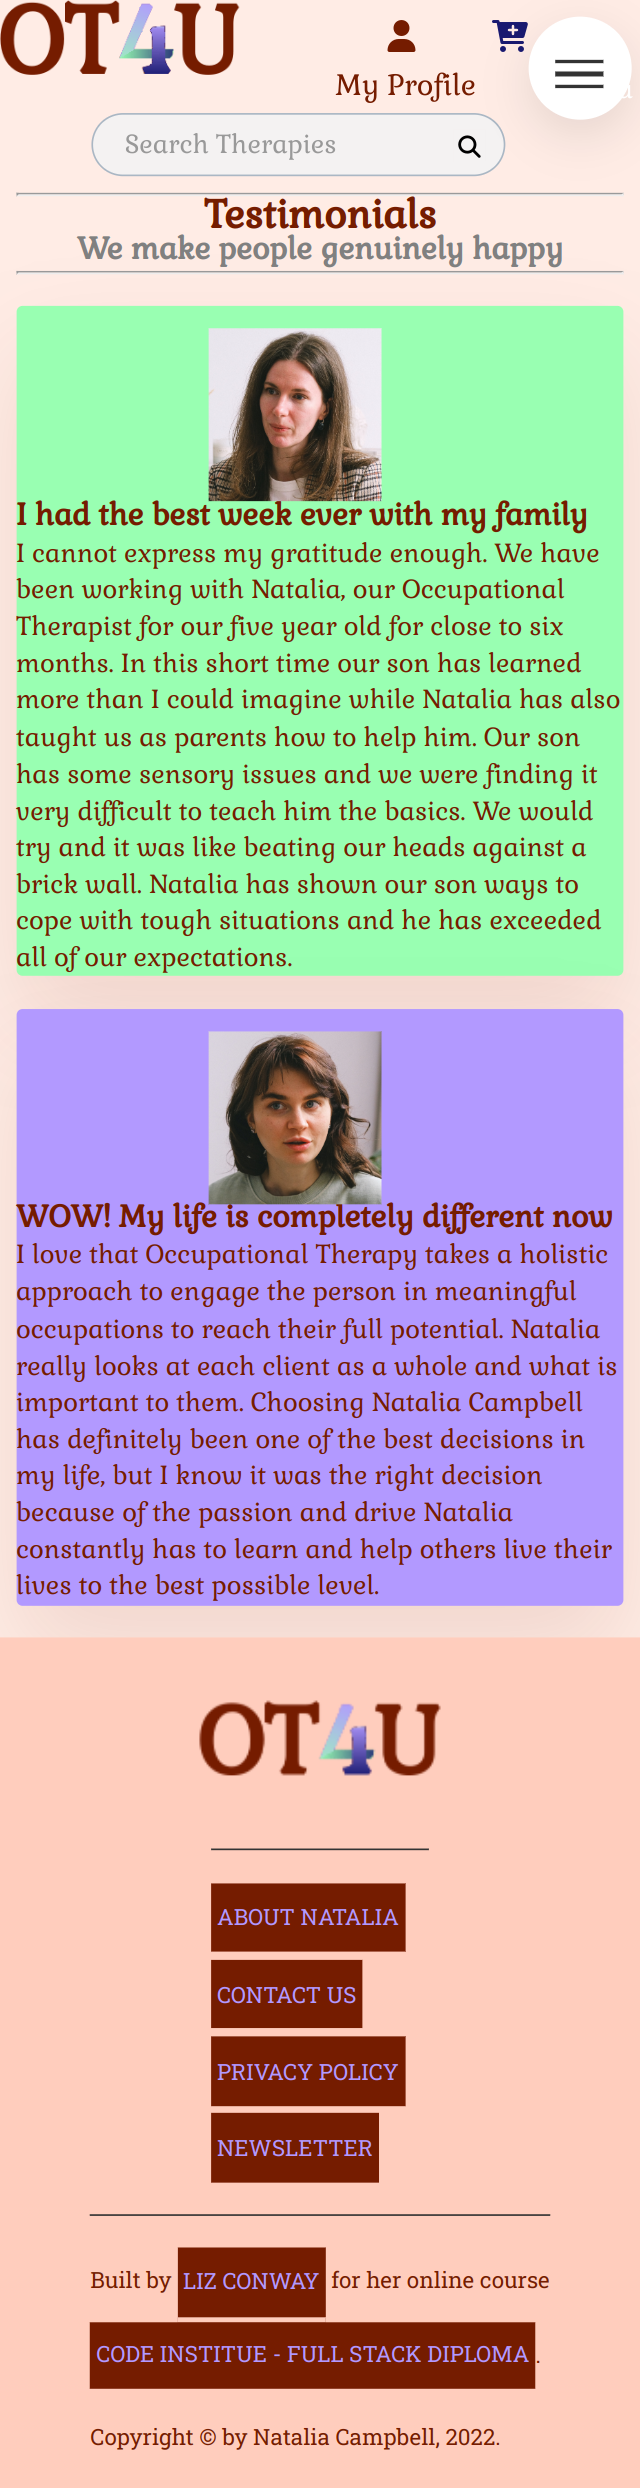 OT4U
My Profile
Search Therapies
Testimonials
We make people genuinely happy
I had the best week ever with my family
I cannot express my gratitude enough. We have
been working with Natalia, our Occupational
Therapist for our five year old for close to six
months. In this short time our son has learned
more than I could imagine while Natalia has also
taught us as parents how to help him. Our son
has some sensory issues and we were finding it
very difficult to teach him the basics. We would
try and it was like beating our heads against a
brick wall. Natalia has shown our son ways to
cope with tough situations and he has exceeded
all of our expectations.
WOW! My life is completely different now
I love that Occupational Therapy takes a holistic
approach to engage the person in meaningful
occupations to reach their full potential. Natalia
really looks at each client as a whole and what is
important to them. Choosing Natalia Campbell
has definitely been one of the best decisions in
my life, but I know it was the right decision
because of the passion and drive Natalia
constantly has to learn and help others live their
lives to the best possible level.
OT4U
ABOUT NATALIA
CONTACT US
PRIVACY POLICY
NEWSLETTER
Built by LIZ CONWAY for her online course
CODE INSTITUE - FULL STACK DIPLOMA .
Copyright © by Natalia Campbell, 2022.